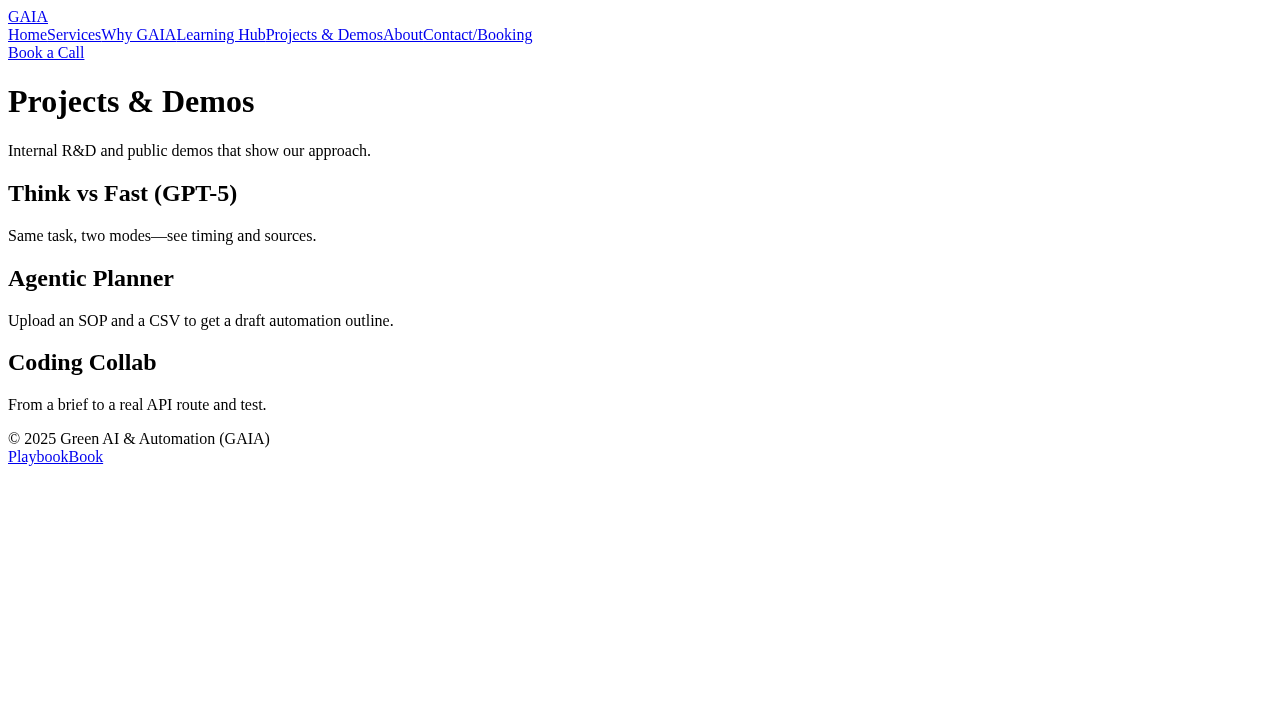 GAIA
HomeServicesWhy GAIALearning HubProjects & DemosAboutContact/Booking
Book a Call
Projects & Demos
Internal R&D and public demos that show our approach.
Think vs Fast (GPT-5)
Same task, two modes—see timing and sources.
Agentic Planner
Upload an SOP and a CSV to get a draft automation outline.
Coding Collab
From a brief to a real API route and test.
© 2025 Green AI & Automation (GAIA)
PlaybookBook